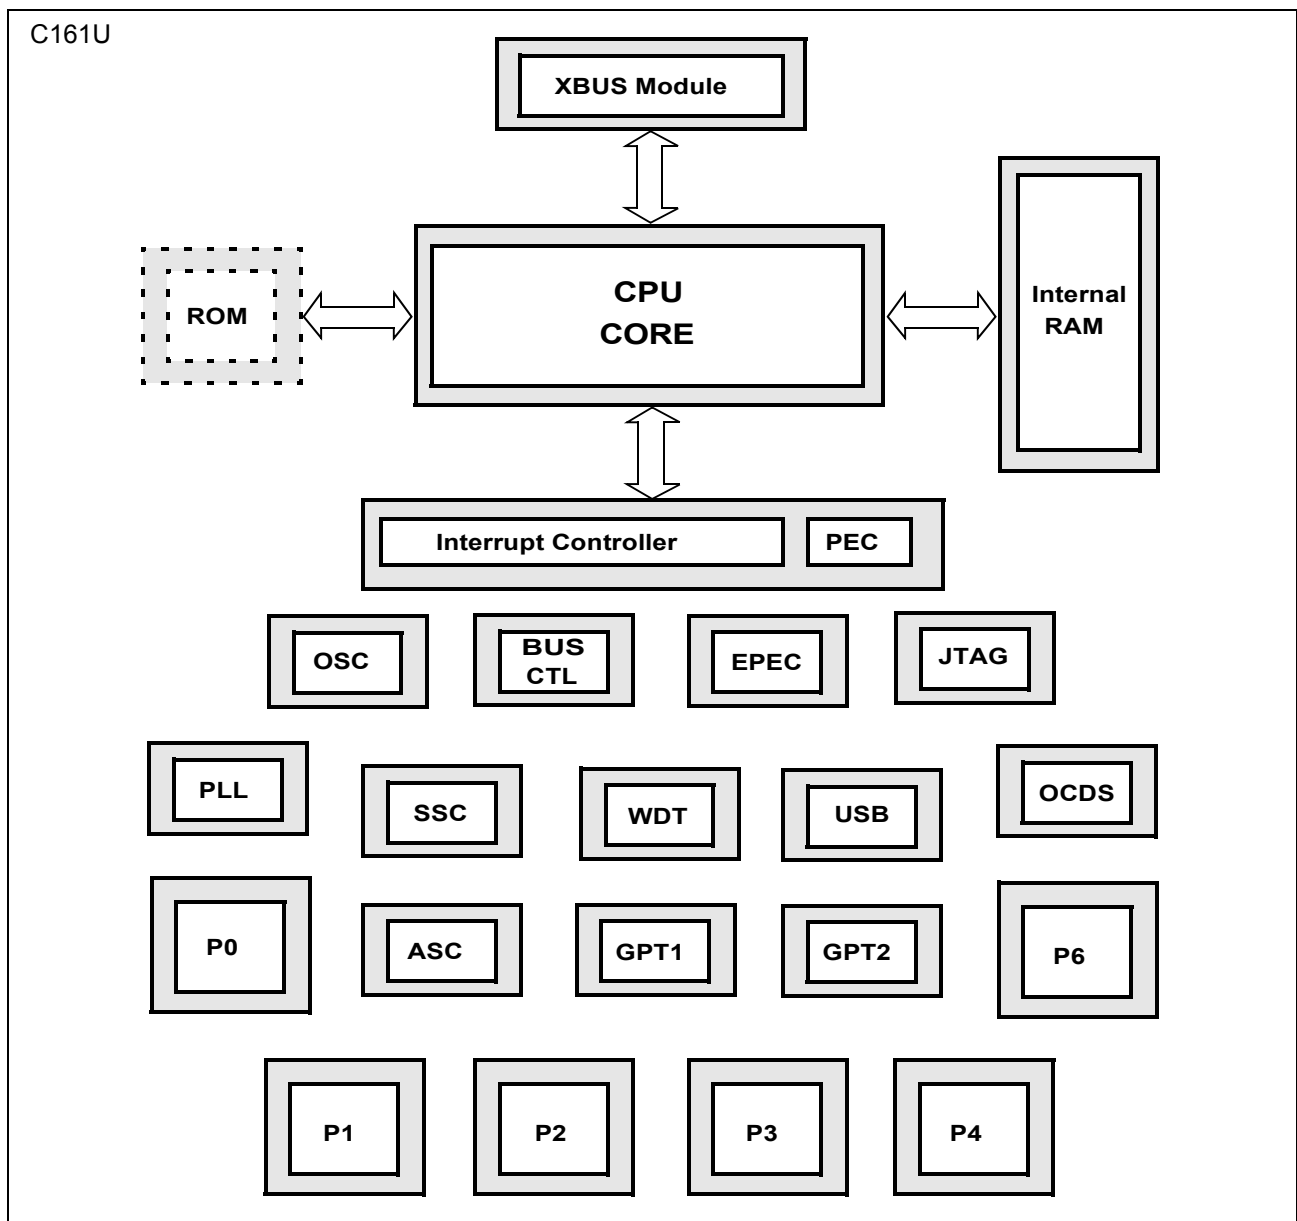 C161U
XBUS Module
CPU
CORE
ROM
Internal
RAM
Interrupt Controller
PEC
OSC
BUS
CTL
EPEC
JTAG
PLL
SSC
WDT
USB
OCDS
P0
ASC
GPT1
GPT2
P6
P1
P2
P3
P4